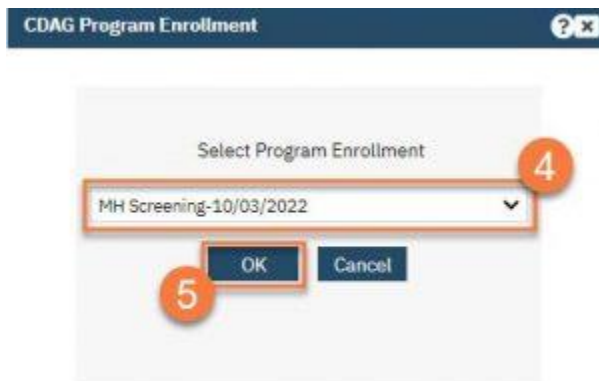 CDAG Program Enrollment ? x
Select Program Enrollment
4
MH Screening-10/03/2022
OK Cancel
5